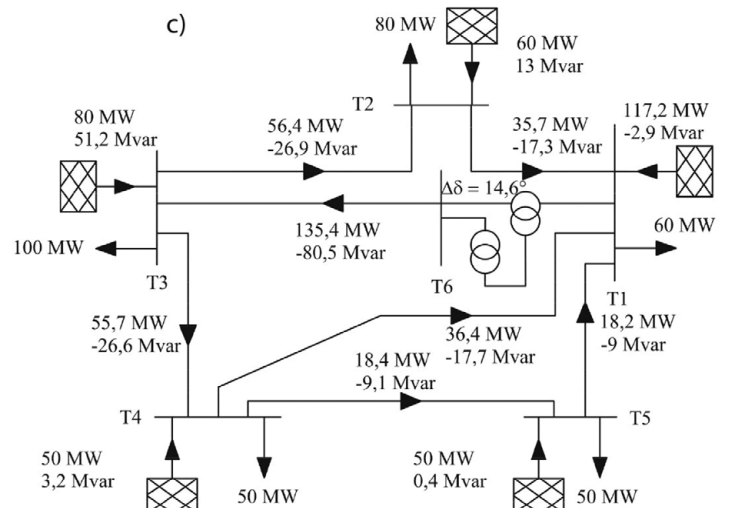 c)
80 MW
60 MW
13 Mvar
T2
80 MW
51,2 Mvar
56,4 MW
-26,9 Mvar
35,7 MW
-17,3 Mvar
117,2 MW
-2,9 Mvar
Δδ = 14,6°
135,4 MW
-80,5 Mvar
60 MW
100 MW
T3
T6
T1
55,7 MW
-26,6 Mvar
36,4 MW
-17,7 Mvar
18,2 MW
-9 Mvar
18,4 MW
-9,1 Mvar
T4
T5
50 MW
3,2 Mvar
50 MW
50 MW
0,4 Mvar
50 MW